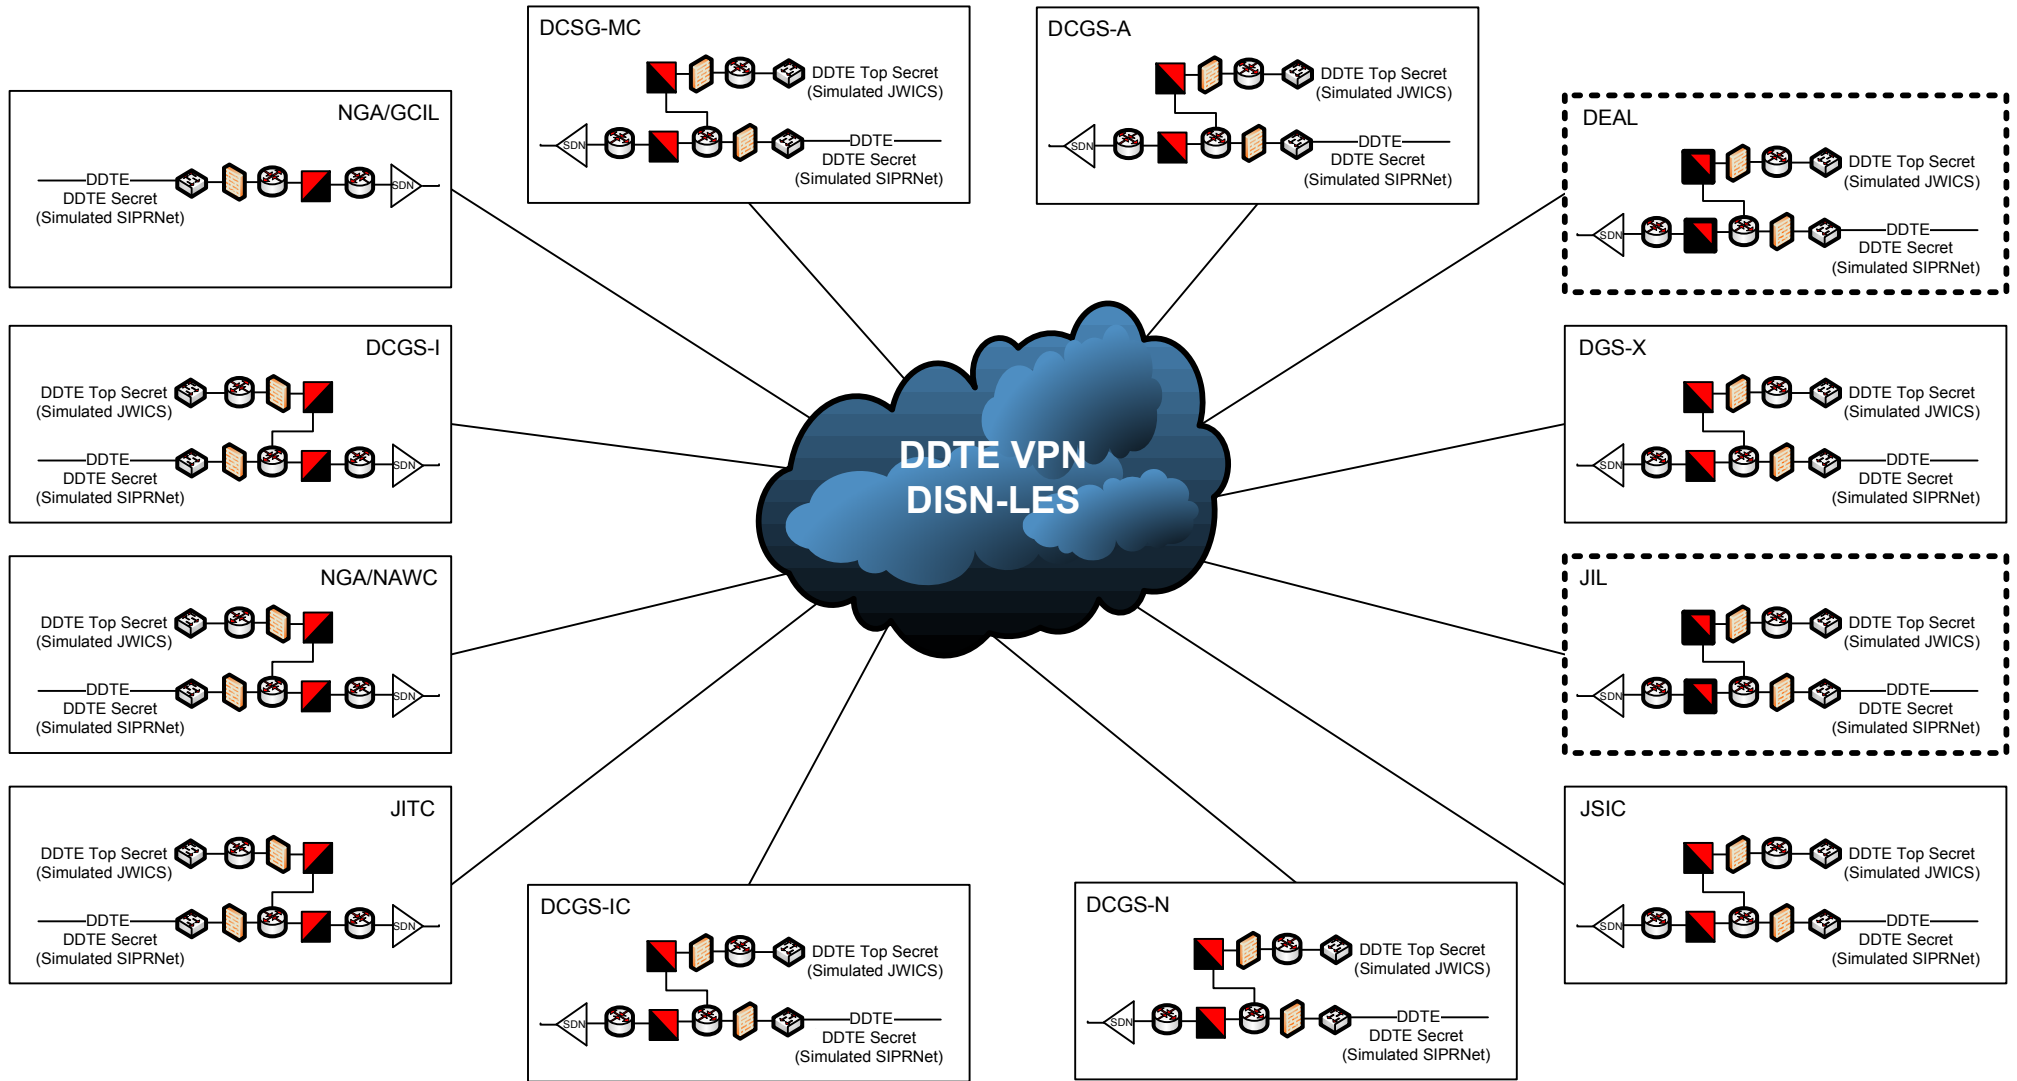 DCSG-MC
DDTE Top Secret
(Simulated JWICS)
SDN
DDTE
DDTE Secret
(Simulated SIPRNet)
DCGS-A
DDTE Top Secret
(Simulated JWICS)
SDN
DDTE
DDTE Secret
(Simulated SIPRNet)
NGA/GCIL
DDTE
SDN
DDTE Secret
(Simulated SIPRNet)
DEAL
DDTE Top Secret
(Simulated JWICS)
SDN
DDTE
DDTE Secret
(Simulated SIPRNet)
DCGS-I
DDTE Top Secret
(Simulated JWICS)
DDTE
SDN
DDTE Secret
(Simulated SIPRNet)
DGS-X
DDTE Top Secret
(Simulated JWICS)
SDN
DDTE
DDTE Secret
(Simulated SIPRNet)
DDTE VPN
DISN-LES
NGA/NAWC
DDTE Top Secret
(Simulated JWICS)
DDTE
SDN
DDTE Secret
(Simulated SIPRNet)
JIL
DDTE Top Secret
(Simulated JWICS)
SDN
DDTE
DDTE Secret
(Simulated SIPRNet)
JITC
DDTE Top Secret
(Simulated JWICS)
DDTE
SDN
DDTE Secret
(Simulated SIPRNet)
JSIC
DDTE Top Secret
(Simulated JWICS)
SDN
DDTE
DDTE Secret
(Simulated SIPRNet)
DCGS-IC
DDTE Top Secret
(Simulated JWICS)
SDN
DDTE
DDTE Secret
(Simulated SIPRNet)
DCGS-N
DDTE Top Secret
(Simulated JWICS)
SDN
DDTE
DDTE Secret
(Simulated SIPRNet)